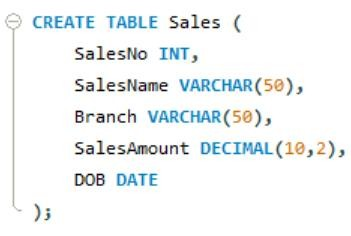 CREATE TABLE Sales (
SalesNo INT,
SalesName VARCHAR(50),
Branch VARCHAR(50),
SalesAmount DECIMAL(10,2),
DOB DATE
);